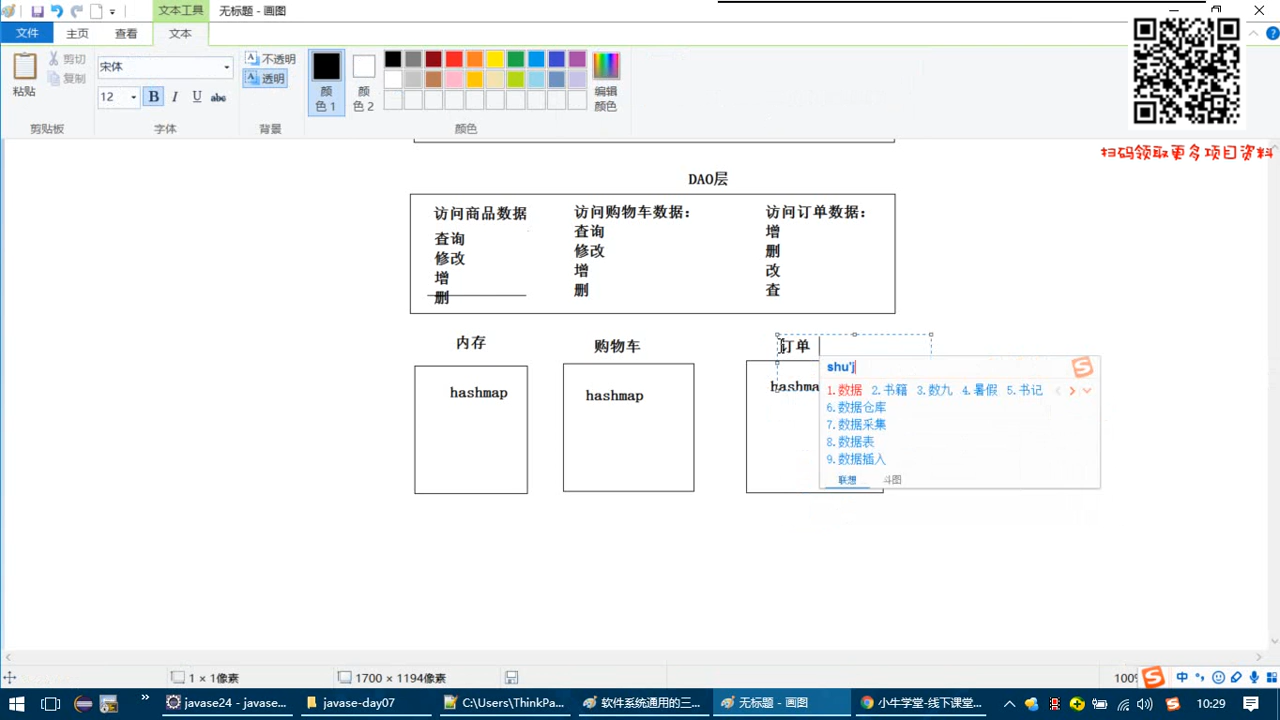 文本工具 无标题 - 画图
文件 主页 查看 文本
粘贴
剪切
复制
剪贴板
宋体
12 B I U abc
字体
A 不透明
A 透明
背景
颜色 1
颜色 2
编辑颜色
颜色
扫码领取更多项目资料
DAO层
访问商品数据
查询
修改
增
删
访问购物车数据:
查询
修改
增
删
访问订单数据:
增
删
改
查
内存
hashmap
购物车
hashmap
订单
hashma
shu'j
1.数据 2.书籍 3.数九 4.暑假 5.书记
6.数据仓库
7.数据采集
8.数据表
9.数据插入
联想 斗图
1 × 1像素 1700 × 1194像素 100%
中
javase24 - javase... javase-day07 C:\Users\ThinkPa... 软件系统通用的三... 无标题 - 画图 小牛学堂-线下课堂... 10:29